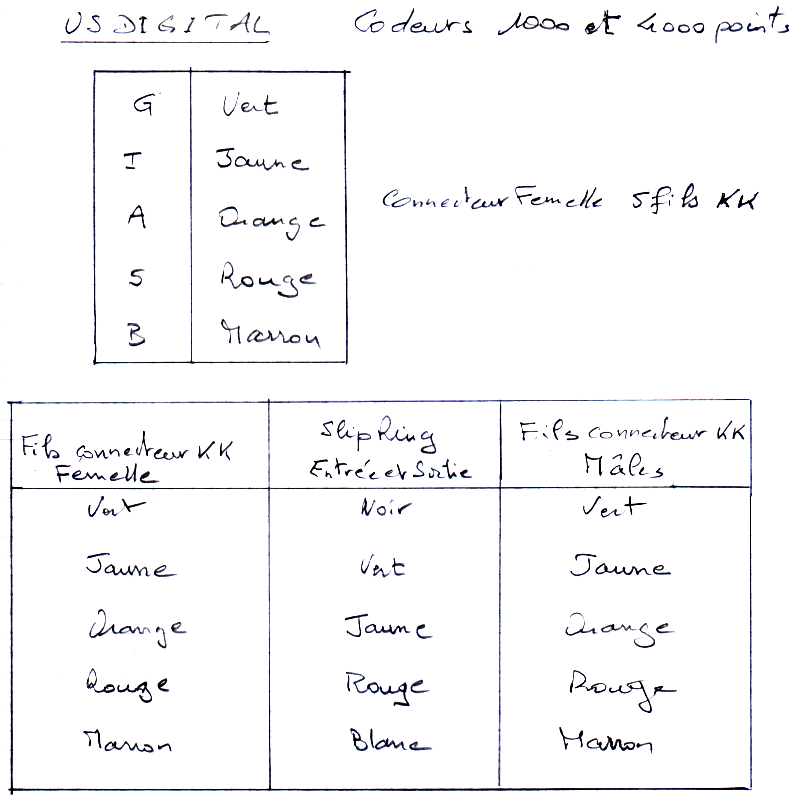 US DIGITAL Codeurs 1000 et 4000 points
G Vert
I Jaune
Connecteur Femelle 5 fils KK
A Orange
5 Rouge
B Marron
Fils connecteur KK Femelle
SlipRing Entrée et Sortie
Fils connecteur KK Mâles
Vert Noir Vert
Jaune Vert Jaune
Orange Jaune Orange
Rouge Rouge Rouge
Marron Blanc Marron